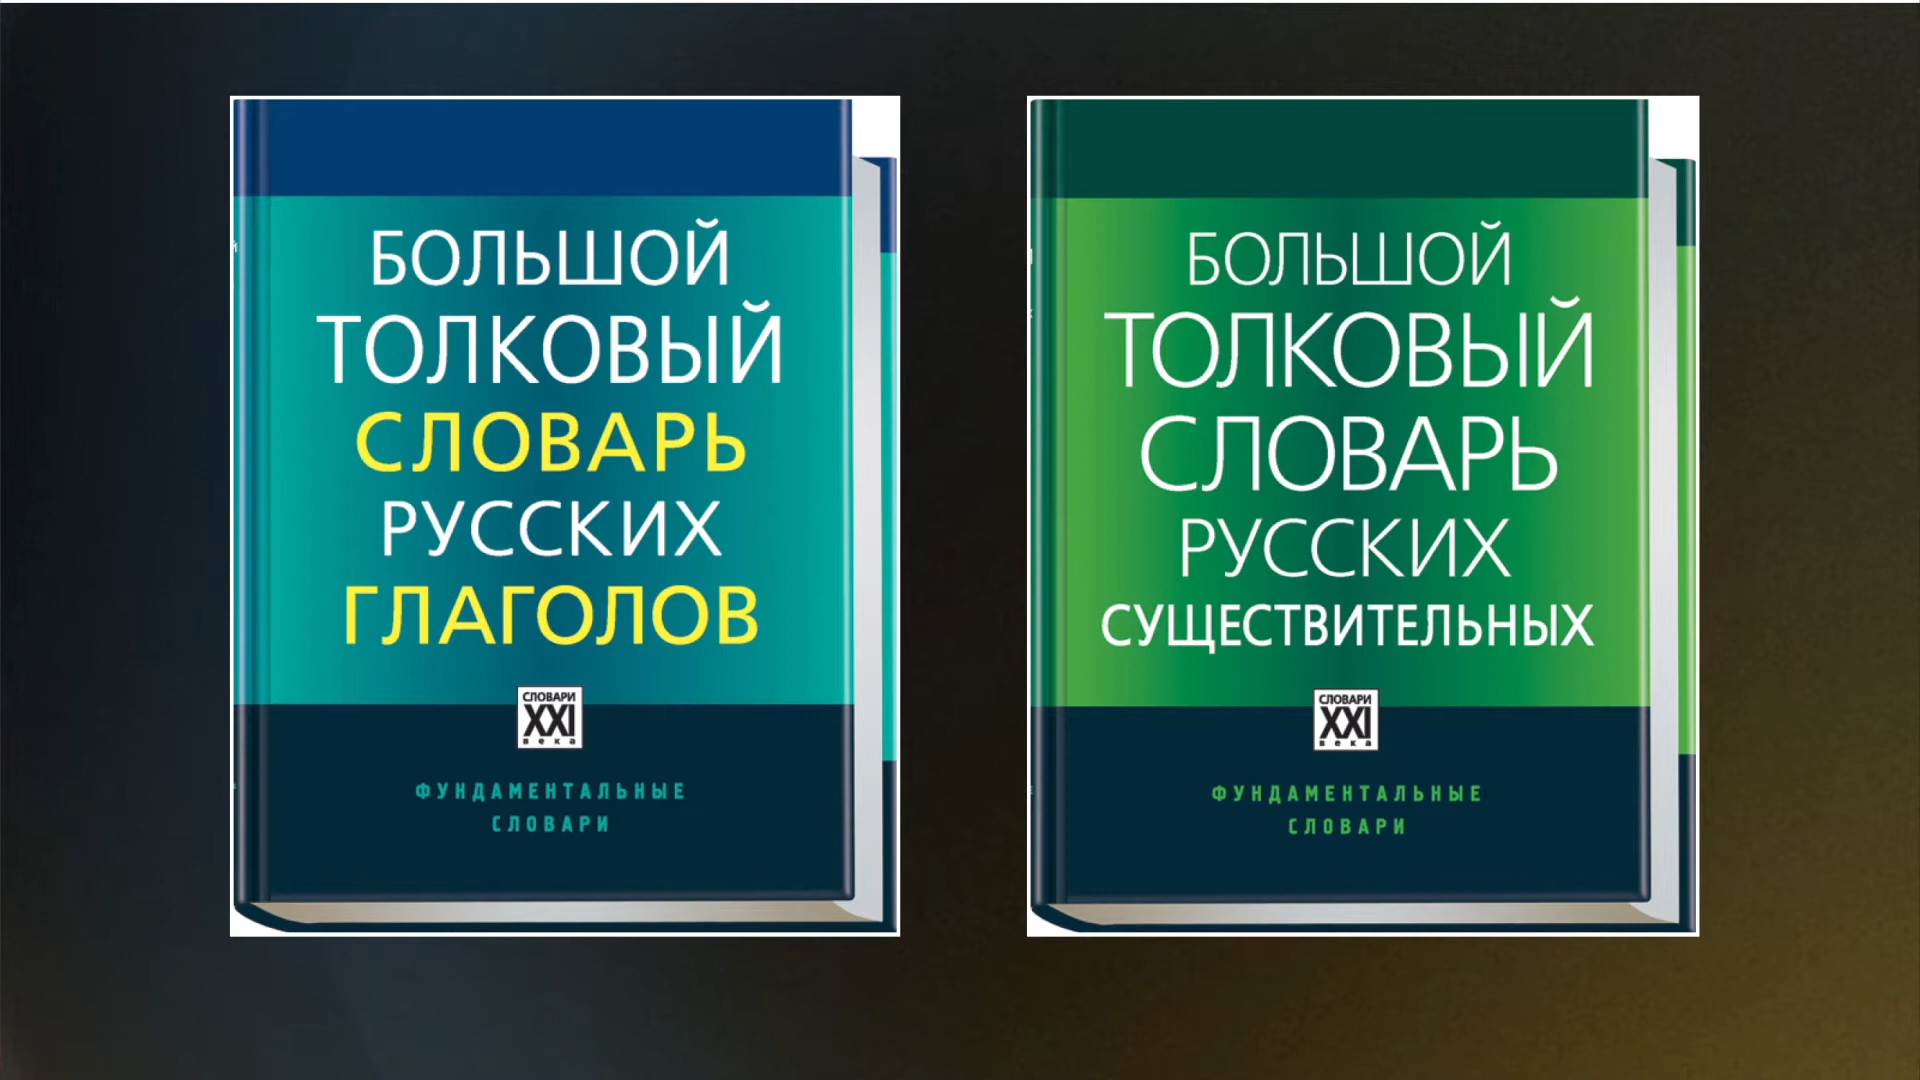 БОЛЬШОЙ
ТОЛКОВЫЙ
СЛОВАРЬ
РУССКИХ
ГЛАГОЛОВ
СЛОВАРИ
XXI
века
ФУНДАМЕНТАЛЬНЫЕ
СЛОВАРИ
БОЛЬШОЙ
ТОЛКОВЫЙ
СЛОВАРЬ
РУССКИХ
СУЩЕСТВИТЕЛЬНЫХ
СЛОВАРИ
XXI
века
ФУНДАМЕНТАЛЬНЫЕ
СЛОВАРИ